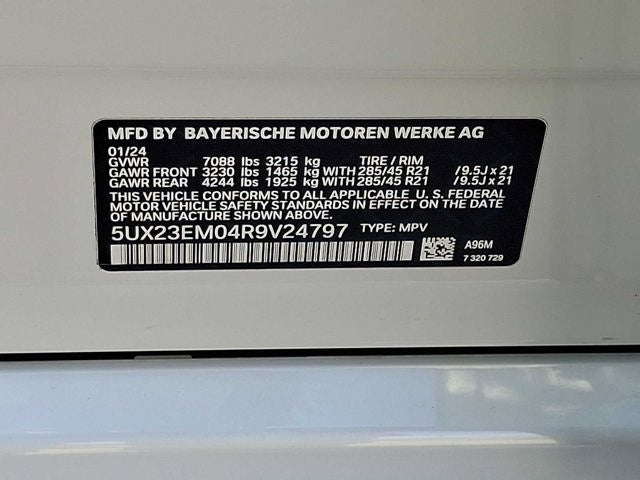 MFD BY BAYERISCHE MOTOREN WERKE AG
01/24
GVWR 7088 lbs 3215 kg TIRE / RIM
GAWR FRONT 3230 lbs 1465 kg WITH 285/45 R21 /9.5J x 21
GAWR REAR 4244 lbs 1925 kg WITH 285/45 R21 /9.5J x 21
THIS VEHICLE CONFORMS TO ALL APPLICABLE U.S. FEDERAL
MOTOR VEHICLE SAFETY STANDARDS IN EFFECT ON THE DATE
OF MANUFACTURE SHOWN ABOVE.
5UX23EM04R9V24797 TYPE: MPV
A96M
7 320 729